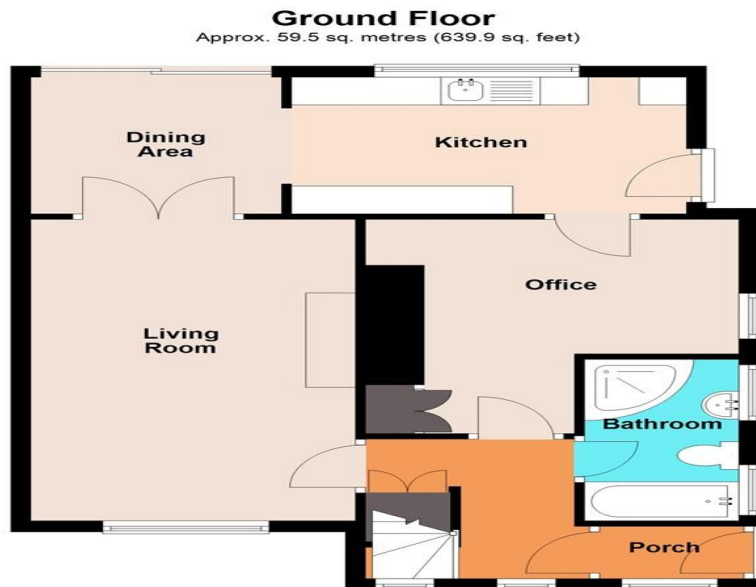 Ground Floor
Approx. 59.5 sq. metres (639.9 sq. feet)
Dining
Area
Kitchen
Office
Living
Room
Bathroom
Porch